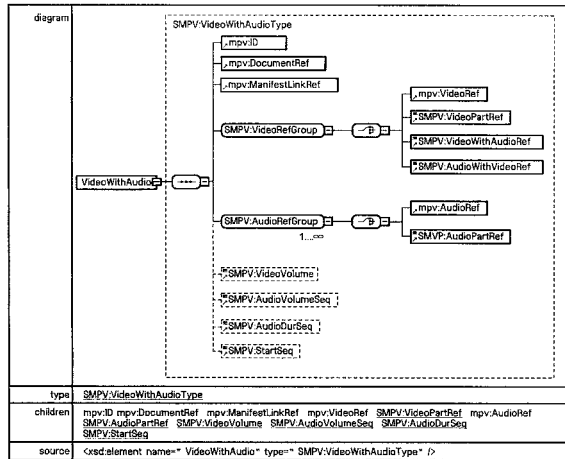 diagram
SMPV:VideoWithAudioType
mpv:ID
mpv:DocumentRef
mpv:ManifestLinkRef
SMPV:VideoRefGroup
mpv:VideoRef
SMPV:VideoPartRef
SMPV:VideoWithAudioRef
SMPV:AudioWithVideoRef
VideoWithAudio
SMPV:AudioRefGroup
1...∞
mpv:AudioRef
SMVP:AudioPartRef
SMPV:VideoVolume
SMPV:AudioVolumeSeq
SMPV:AudioDurSeq
SMPV:StartSeq
type SMPV:VideoWithAudioType
children mpv:ID mpv:DocumentRef mpv:ManifestLinkRef mpv:VideoRef SMPV:VideoPartRef mpv:AudioRef
SMPV:AudioPartRef SMPV:VideoVolume SMPV:AudioVolumeSeq SMPV:AudioDurSeq
SMPV:StartSeq
source <xsd:element name=" VideoWithAudio" type=" SMPV:VideoWithAudioType" />